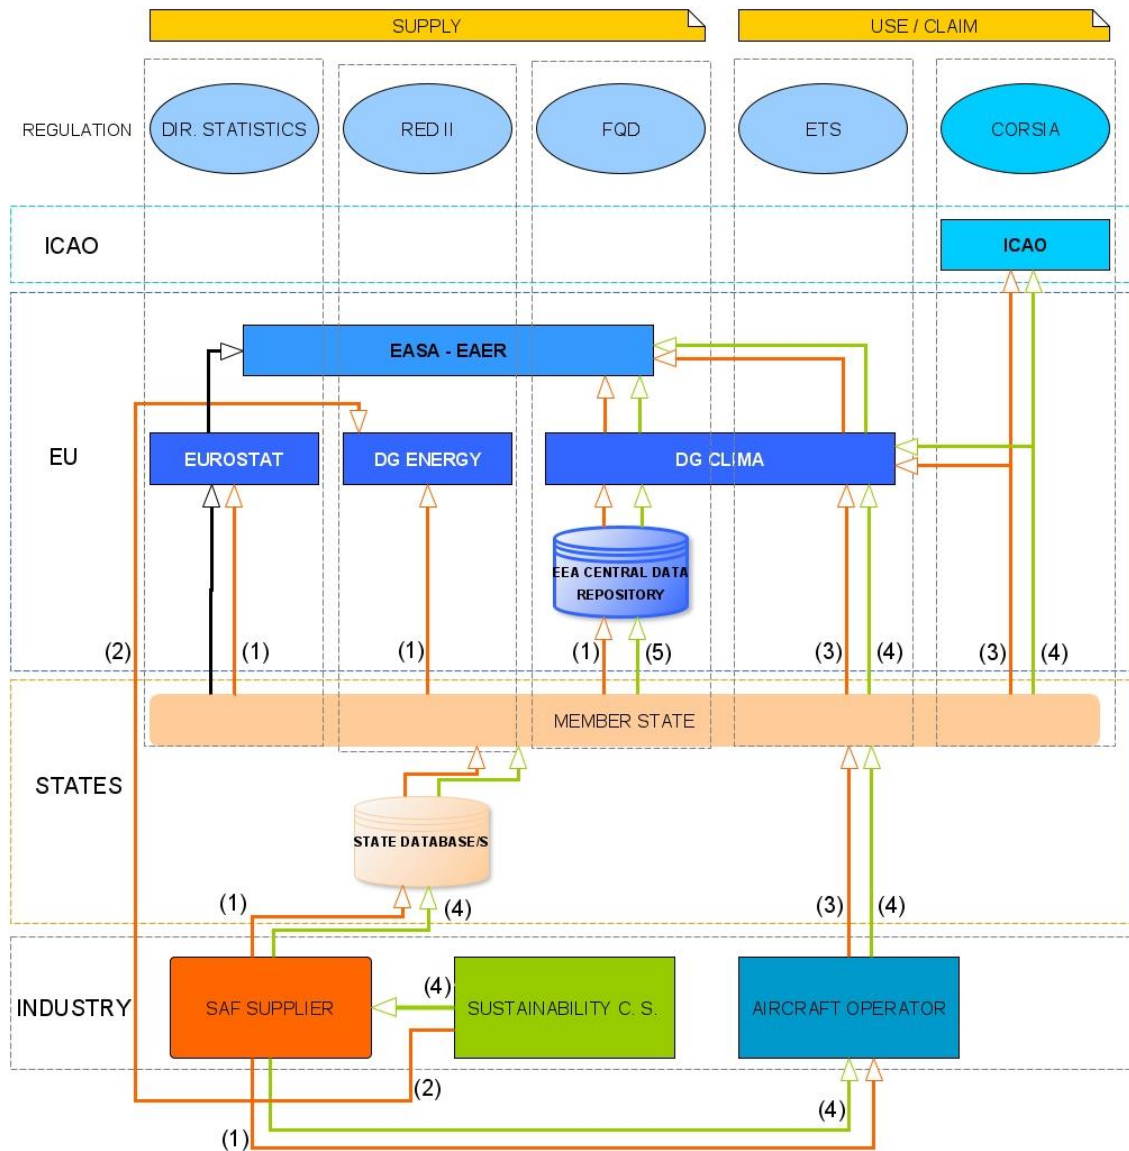 SUPPLY
USE / CLAIM
REGULATION
DIR. STATISTICS
RED II
FQD
ETS
CORSIA
ICAO
ICAO
EASA - EAER
EU
EUROSTAT
DG ENERGY
DG CLIMA
EEA CENTRAL DATA
REPOSITORY
(2)
(1)
(1)
(1)
(5)
(3)
(4)
(3)
(4)
MEMBER STATE
STATES
STATE DATABASE/S
(1)
(4)
(3)
(4)
INDUSTRY
SAF SUPPLIER
(4)
SUSTAINABILITY C. S.
AIRCRAFT OPERATOR
(2)
(4)
(1)